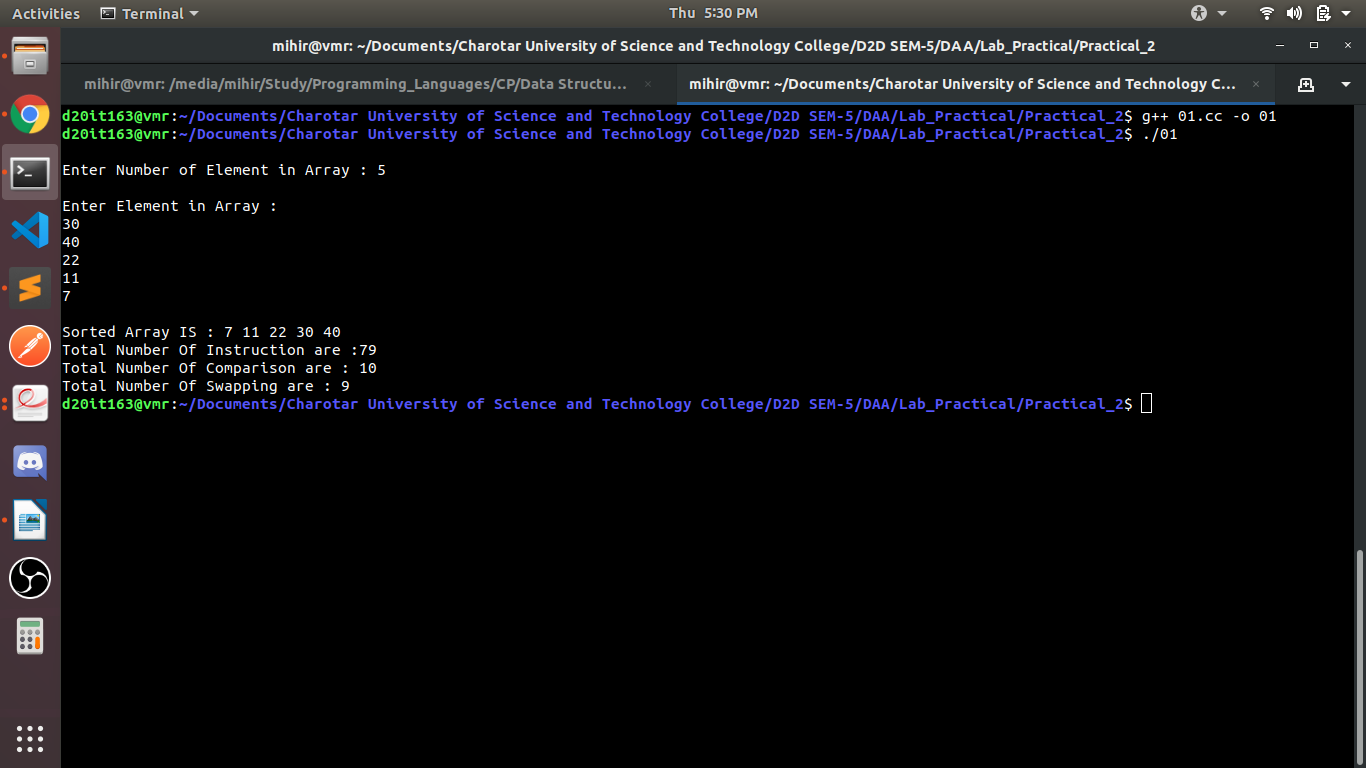 Activities Terminal Thu 5:30 PM
mihir@vmr: ~/Documents/Charotar University of Science and Technology College/D2D SEM-5/DAA/Lab_Practical/Practical_2
mihir@vmr: /media/mihir/Study/Programming_Languages/CP/Data Structu... mihir@vmr: ~/Documents/Charotar University of Science and Technology C...
d20it163@vmr:~/Documents/Charotar University of Science and Technology College/D2D SEM-5/DAA/Lab_Practical/Practical_2$ g++ 01.cc -o 01
d20it163@vmr:~/Documents/Charotar University of Science and Technology College/D2D SEM-5/DAA/Lab_Practical/Practical_2$ ./01
Enter Number of Element in Array : 5
Enter Element in Array :
30
40
22
11
7
Sorted Array IS : 7 11 22 30 40
Total Number Of Instruction are :79
Total Number Of Comparison are : 10
Total Number Of Swapping are : 9
d20it163@vmr:~/Documents/Charotar University of Science and Technology College/D2D SEM-5/DAA/Lab_Practical/Practical_2$